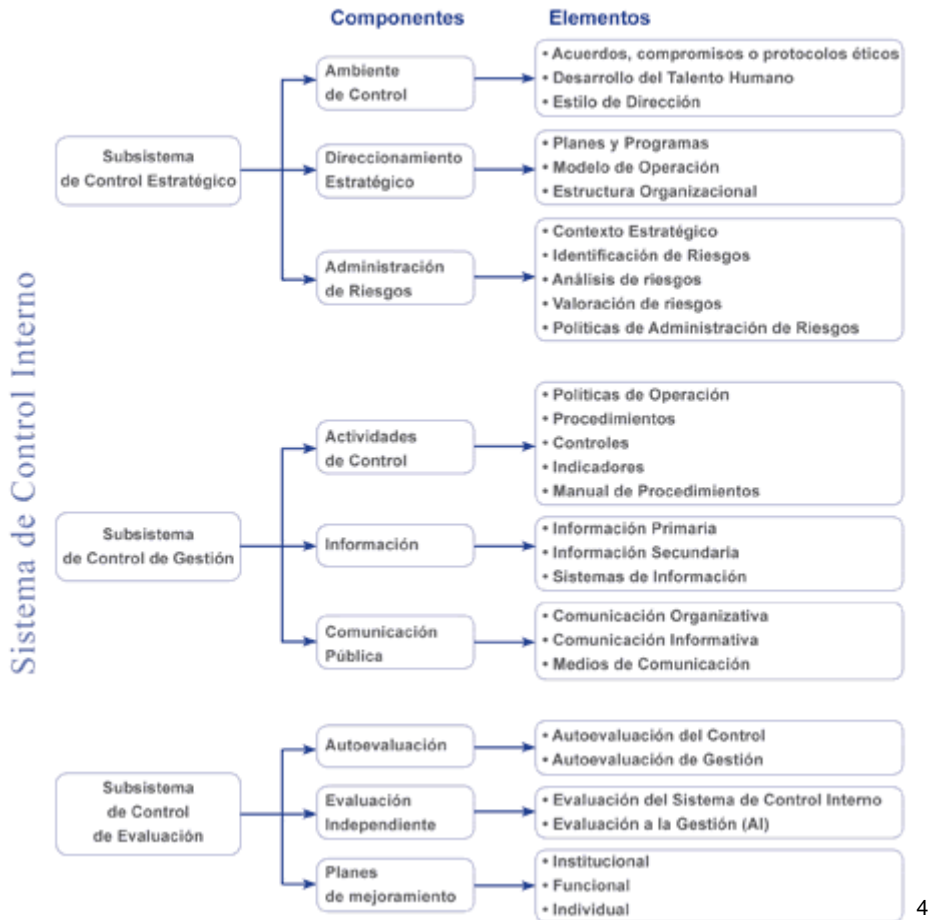 Componentes
Elementos
Sistema de Control Interno
Subsistema
de Control Estratégico
Ambiente
de Control
• Acuerdos, compromisos o protocolos éticos
• Desarrollo del Talento Humano
• Estilo de Dirección
Direccionamiento
Estratégico
• Planes y Programas
• Modelo de Operación
• Estructura Organizacional
Administración
de Riesgos
• Contexto Estratégico
• Identificación de Riesgos
• Análisis de riesgos
• Valoración de riesgos
• Políticas de Administración de Riesgos
Subsistema
de Control de Gestión
Actividades
de Control
• Políticas de Operación
• Procedimientos
• Controles
• Indicadores
• Manual de Procedimientos
Información
• Información Primaria
• Información Secundaria
• Sistemas de Información
Comunicación
Pública
• Comunicación Organizativa
• Comunicación Informativa
• Medios de Comunicación
Subsistema
de Control
de Evaluación
Autoevaluación
• Autoevaluación del Control
• Autoevaluación de Gestión
Evaluación
Independiente
• Evaluación del Sistema de Control Interno
• Evaluación a la Gestión (AI)
Planes
de mejoramiento
• Institucional
• Funcional
• Individual
4